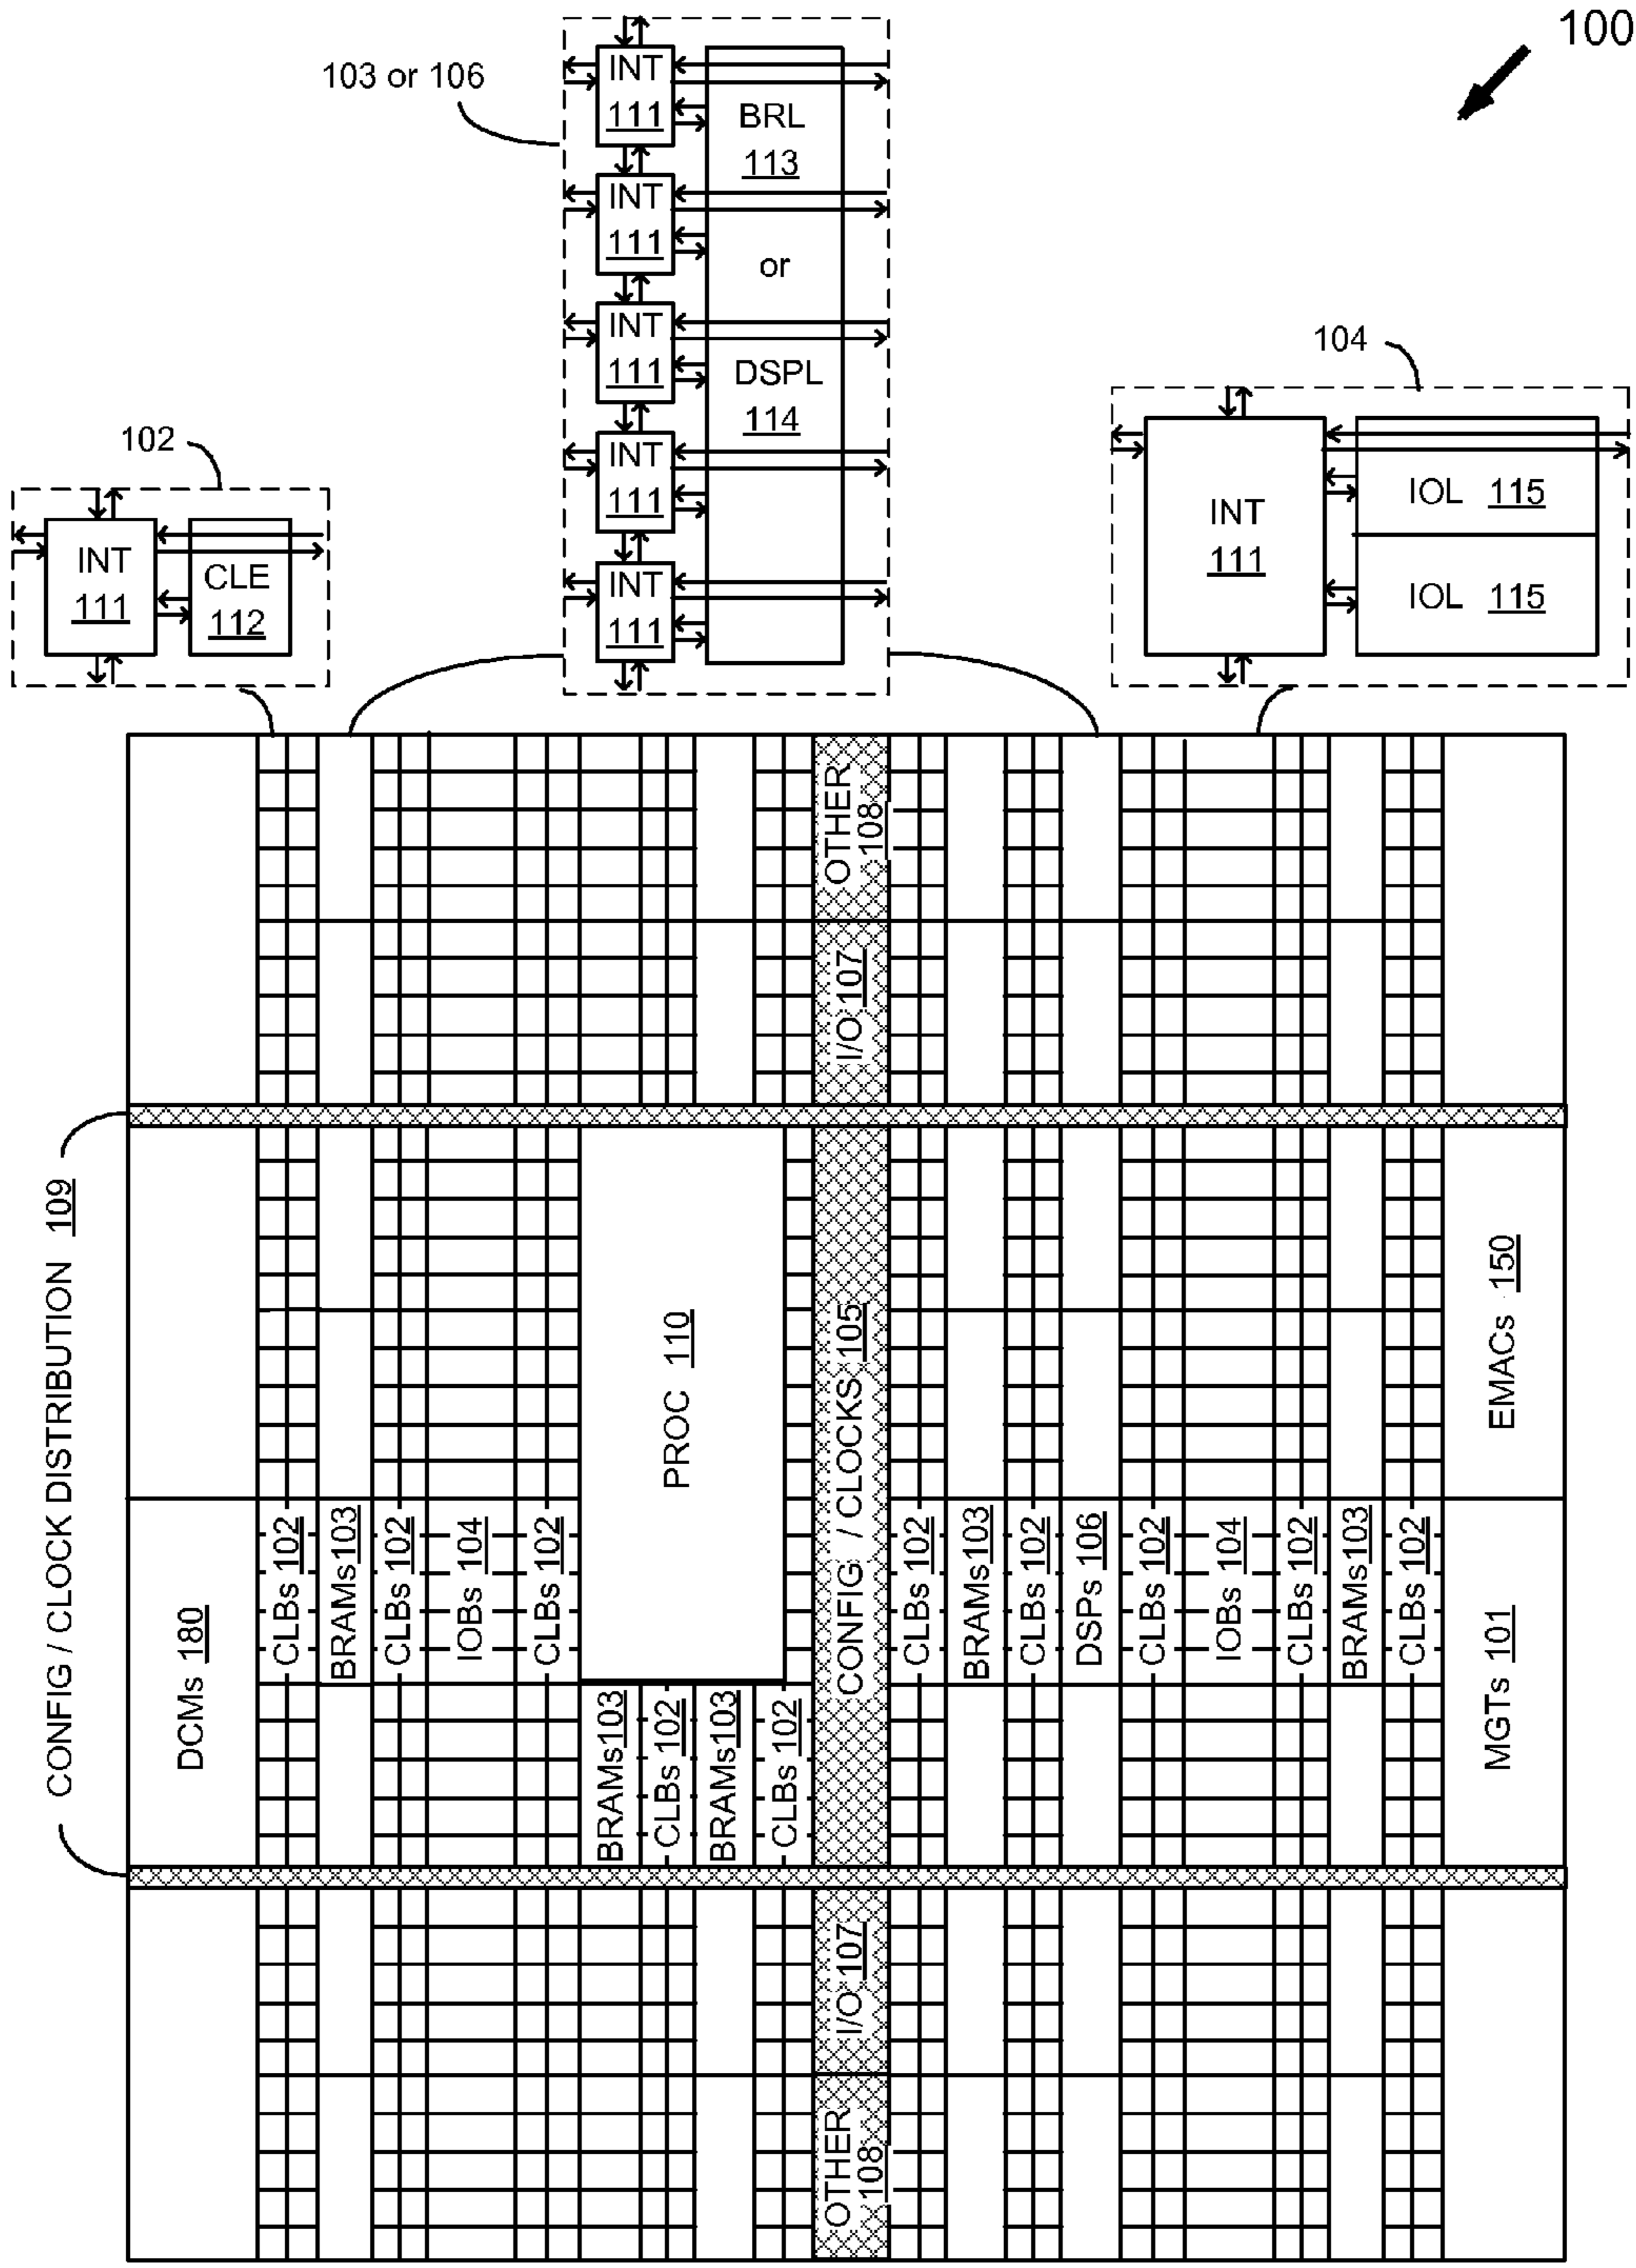 100
103 or 106
INT
111
INT
111
INT
111
INT
111
INT
111
BRL
113
or
DSPL
114
104
INT
111
IOL 115
IOL 115
102
INT
111
CLE
112
OTHER
108
I/O 107
CONFIG / CLOCK DISTRIBUTION 109
PROC 110
CONFIG / CLOCKS 105
EMACs 150
DCMs 180
CLBs 102
BRAMs103
CLBs 102
IOBs 104
CLBs 102
BRAMs103
CLBs 102
BRAMs103
CLBs 102
CLBs 102
BRAMs103
CLBs 102
DSPs 106
CLBs 102
IOBs 104
CLBs 102
BRAMs103
CLBs 102
MGTs 101
I/O 107
OTHER
108